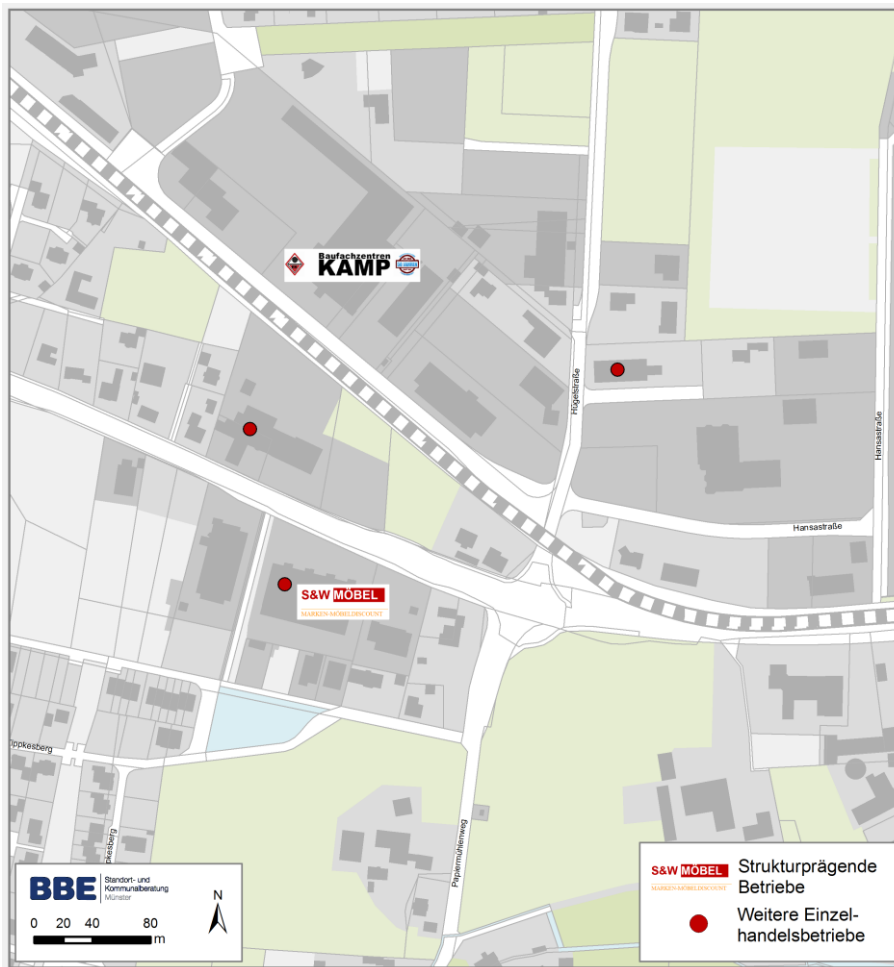 Baufachzentren
KAMP
Hügelstraße
Hansastraße
Hansastraße
S&W MÖBEL
MARKEN-MÖBELDISCOUNT
Papiermühlenweg
BBE Standort- und
Kommunalberatung
Münster
N
0 20 40 80
m
S&W MÖBEL Strukturprägende
MARKEN-MÖBELDISCOUNT Betriebe
Weitere Einzel-
handelsbetriebe